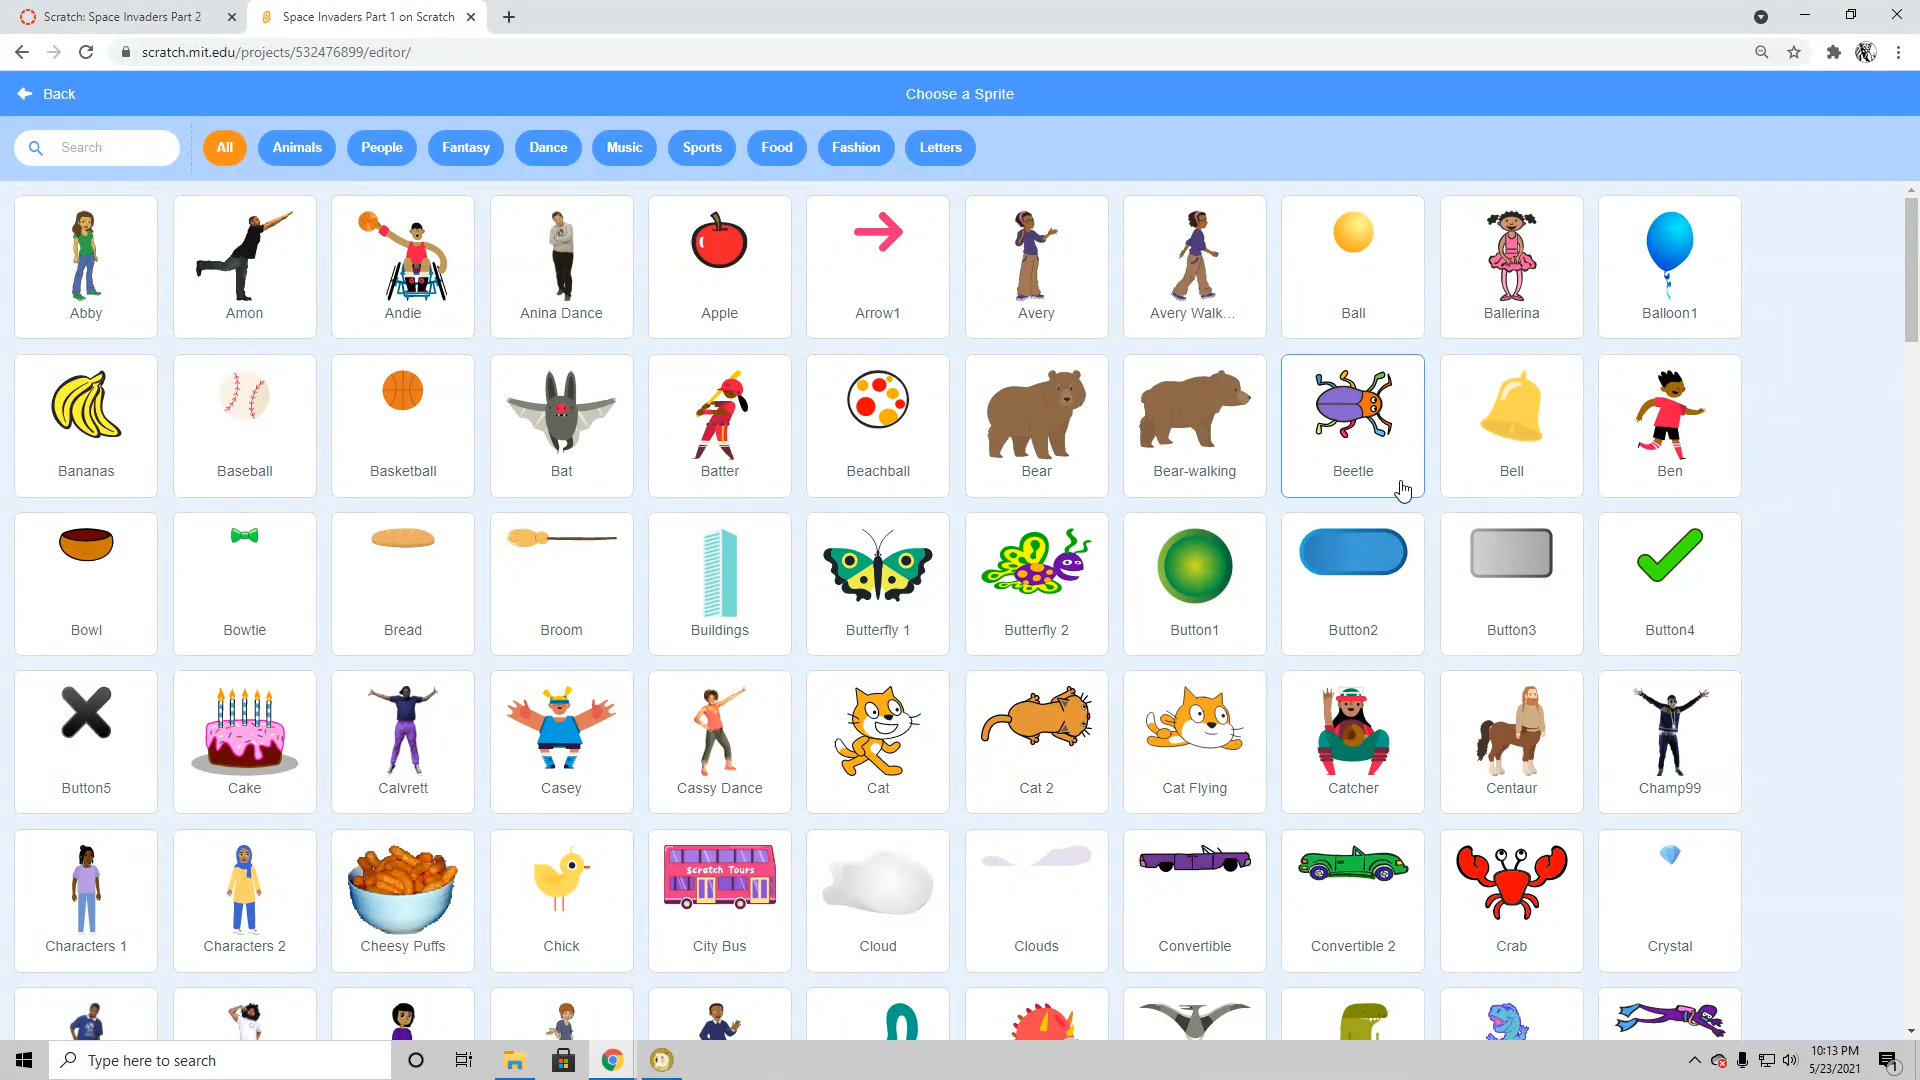 Scratch: Space Invaders Part 2
Space Invaders Part 1 on Scratch
scratch.mit.edu/projects/532476899/editor/
Back
Choose a Sprite
Search
All
Animals
People
Fantasy
Dance
Music
Sports
Food
Fashion
Letters
Abby
Amon
Andie
Anina Dance
Apple
Arrow1
Avery
Avery Walk...
Ball
Ballerina
Balloon1
Bananas
Baseball
Basketball
Bat
Batter
Beachball
Bear
Bear-walking
Beetle
Bell
Ben
Bowl
Bowtie
Bread
Broom
Buildings
Butterfly 1
Butterfly 2
Button1
Button2
Button3
Button4
Button5
Cake
Calvrett
Casey
Cassy Dance
Cat
Cat 2
Cat Flying
Catcher
Centaur
Champ99
Scratch Tours
Characters 1
Characters 2
Cheesy Puffs
Chick
City Bus
Cloud
Clouds
Convertible
Convertible 2
Crab
Crystal
Type here to search
10:13 PM
5/23/2021
1